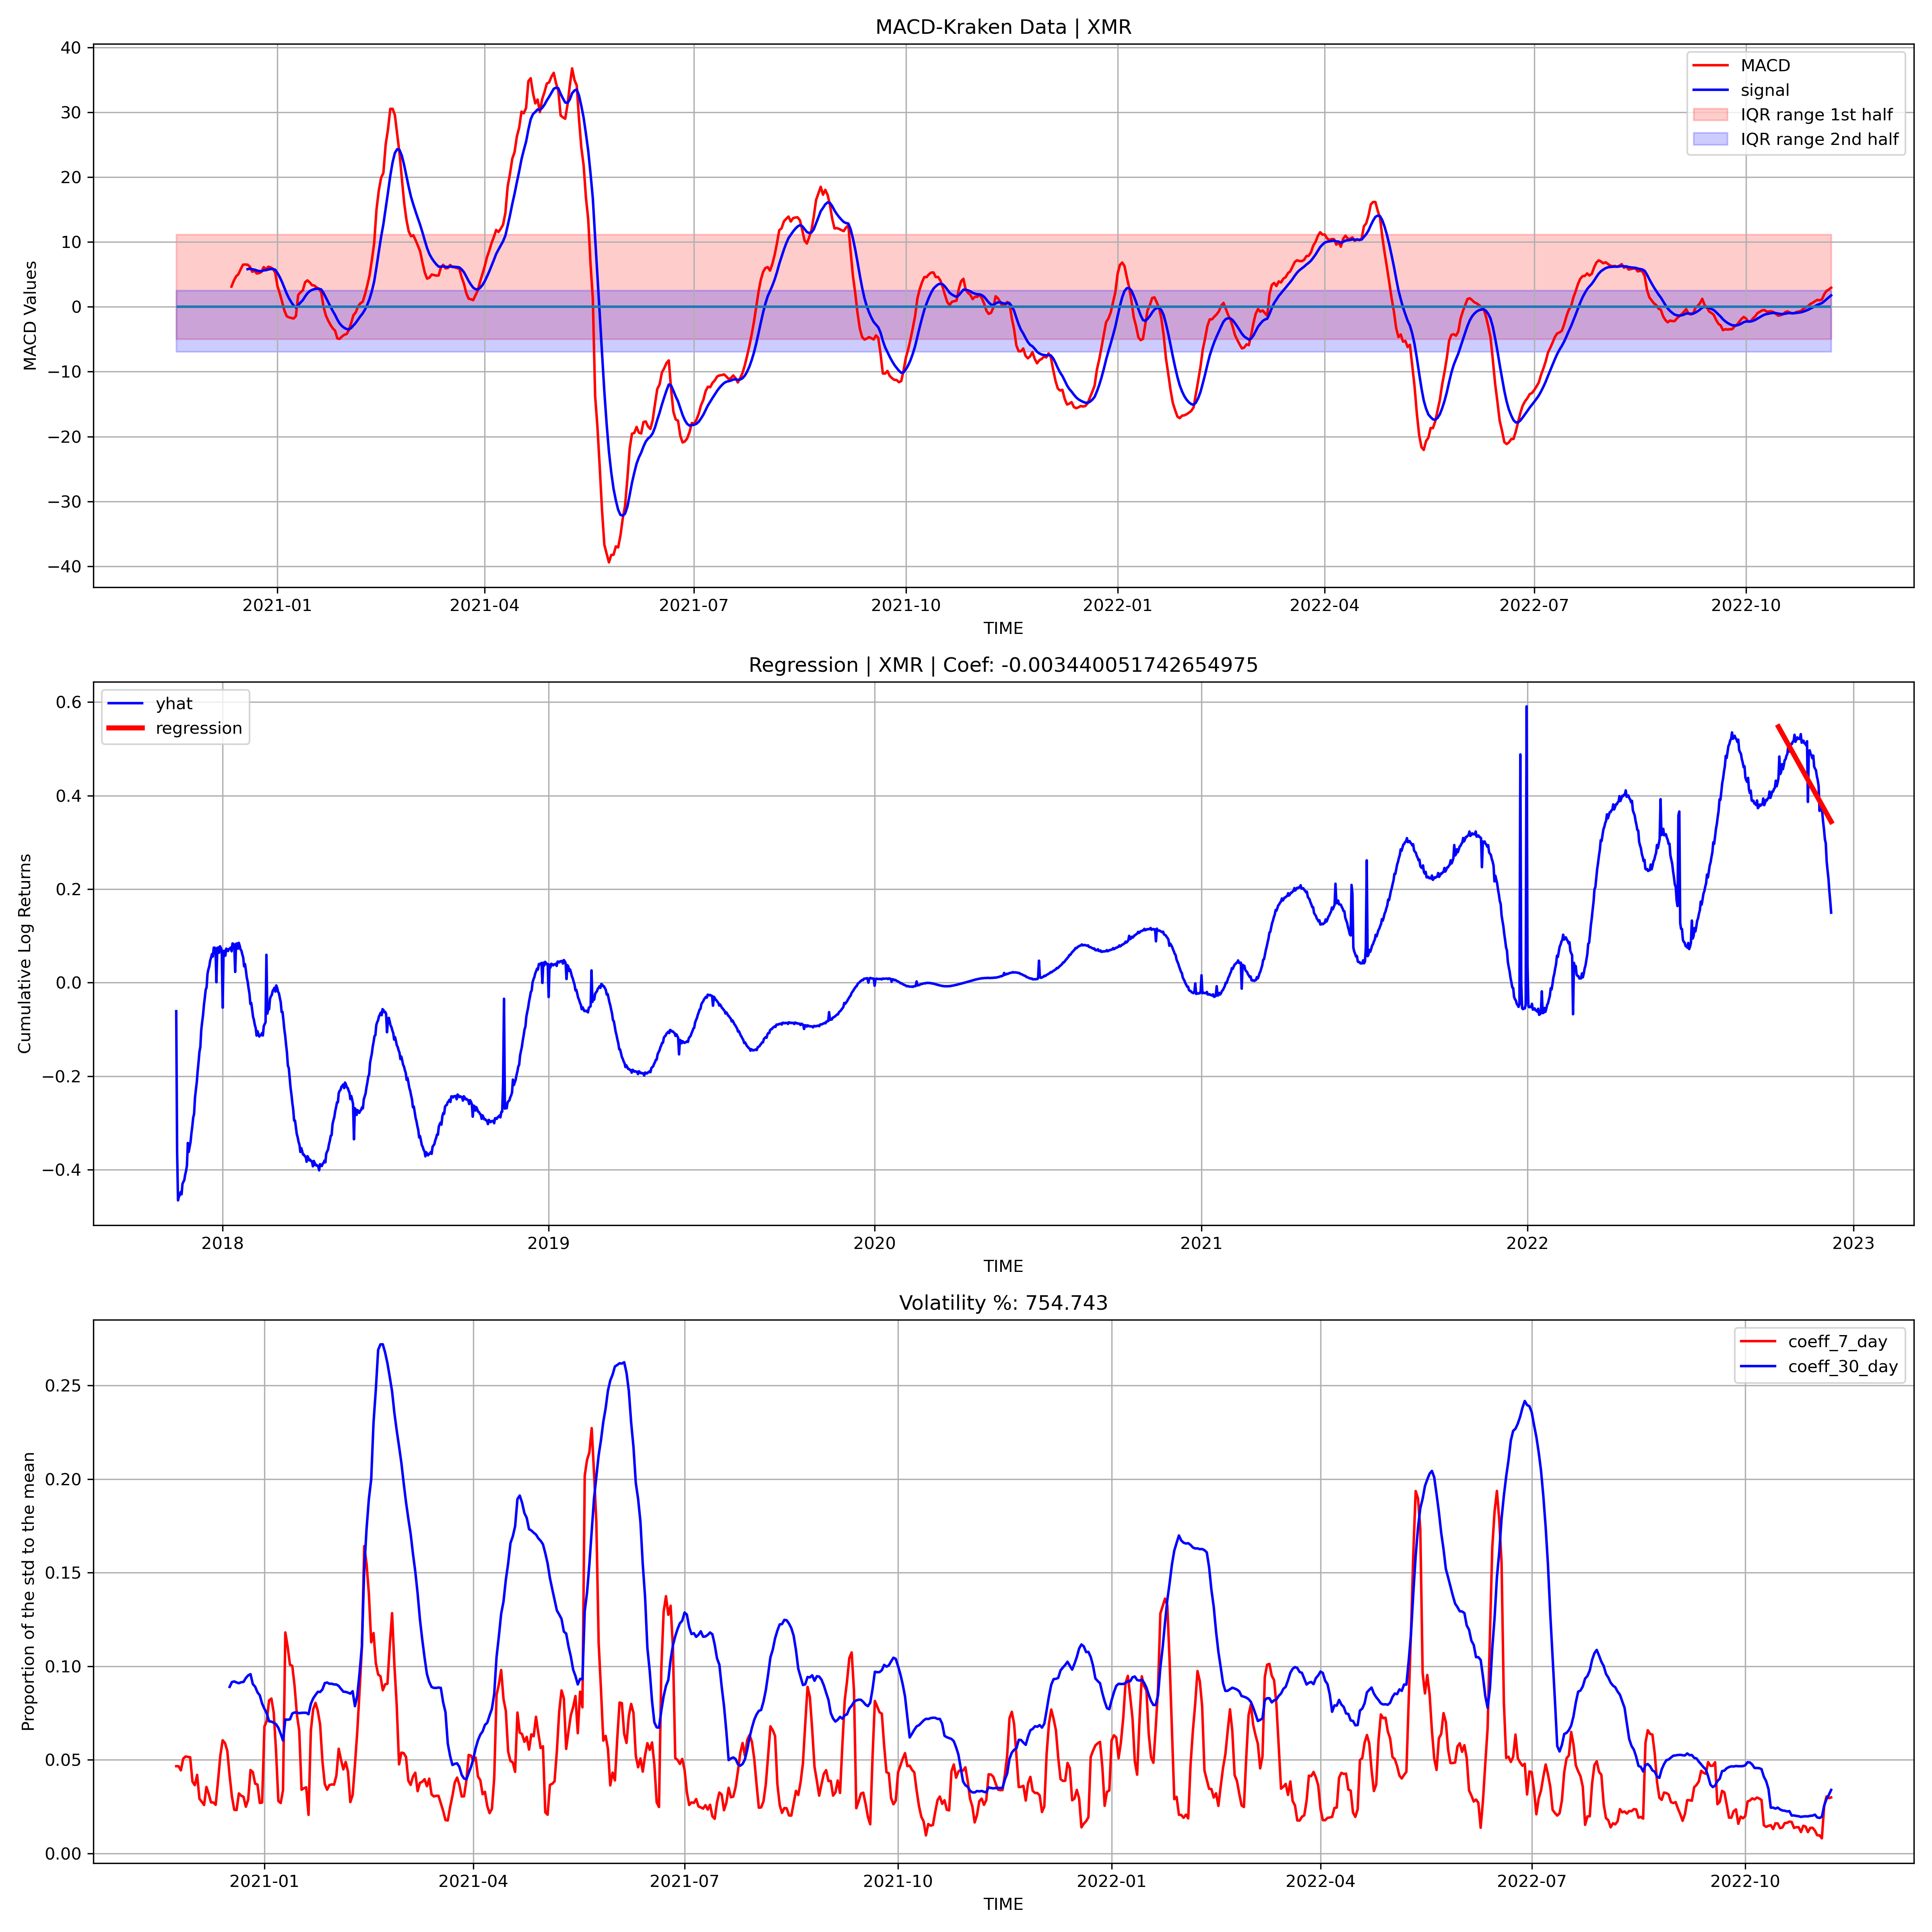 MACD-Kraken Data | XMR
MACD Values
40
30
20
10
0
−10
−20
−30
−40
MACD
signal
IQR range 1st half
IQR range 2nd half
2021-01 2021-04 2021-07 2021-10 2022-01 2022-04 2022-07 2022-10
TIME
Regression | XMR | Coef: -0.003440051742654975
Cumulative Log Returns
0.6
0.4
0.2
0.0
−0.2
−0.4
yhat
regression
2018 2019 2020 2021 2022 2023
TIME
Volatility %: 754.743
Proportion of the std to the mean
0.25
0.20
0.15
0.10
0.05
0.00
coeff_7_day
coeff_30_day
2021-01 2021-04 2021-07 2021-10 2022-01 2022-04 2022-07 2022-10
TIME